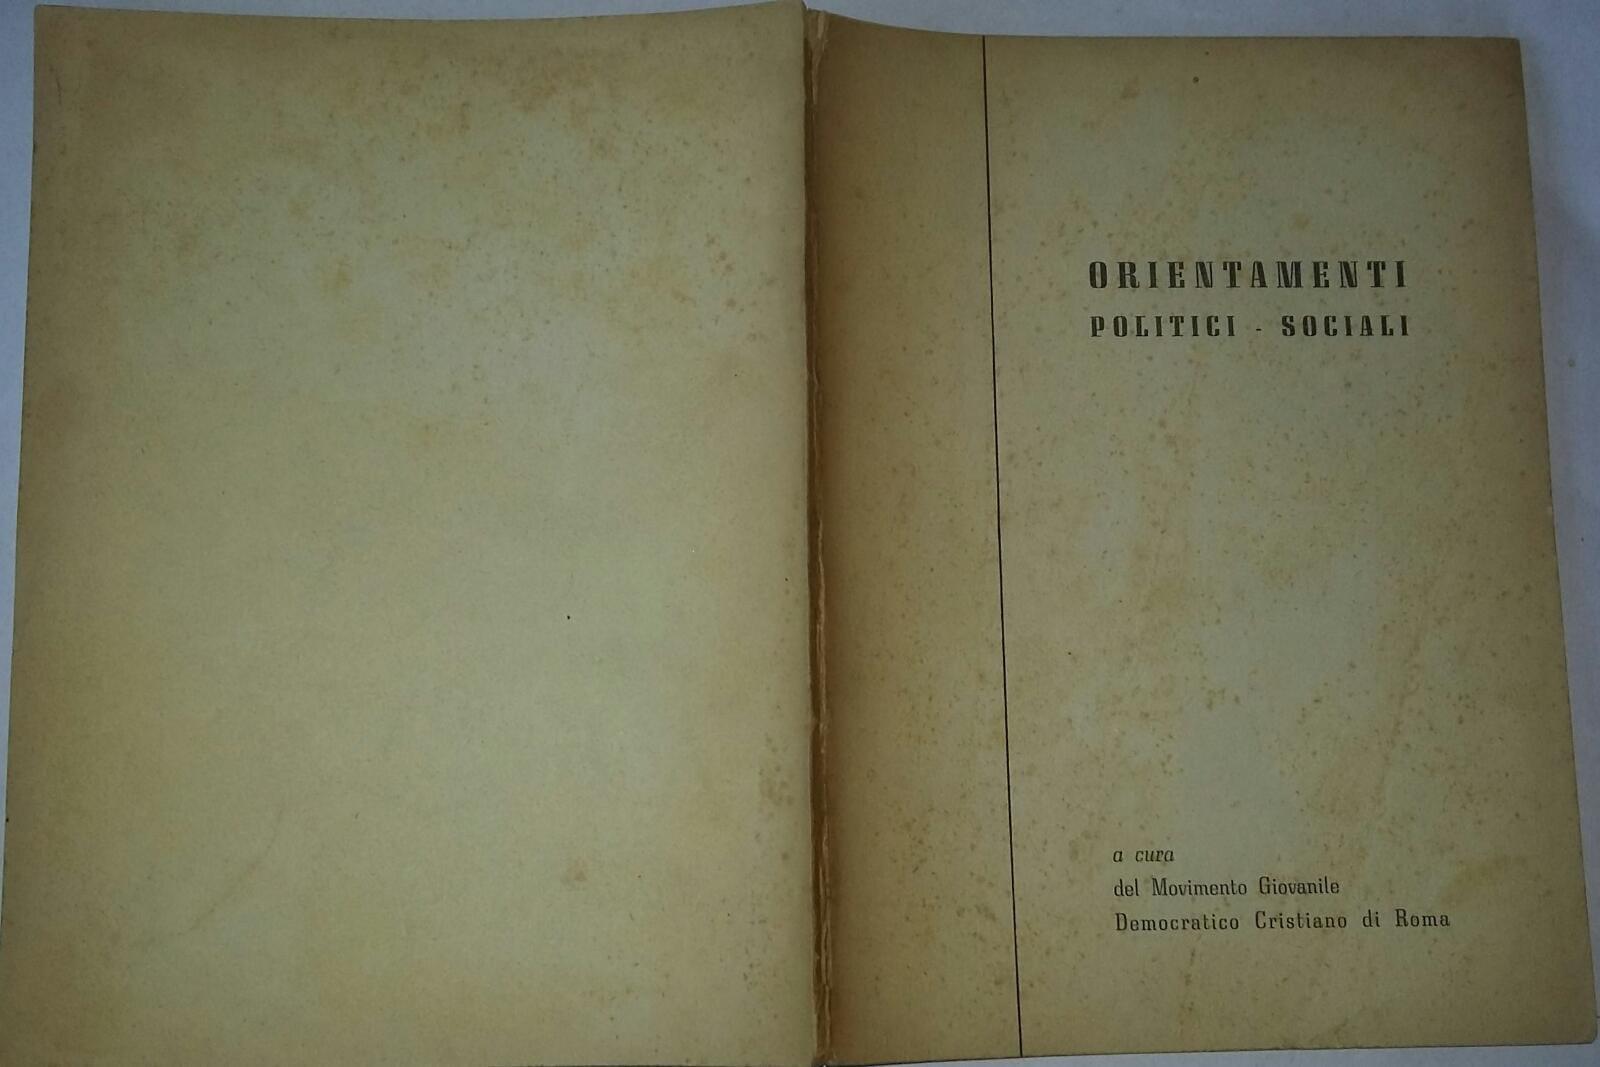 ORIENTAMENTI
POLITICI - SOCIALI
a cura
del Movimento Giovanile
Democratico Cristiano di Roma